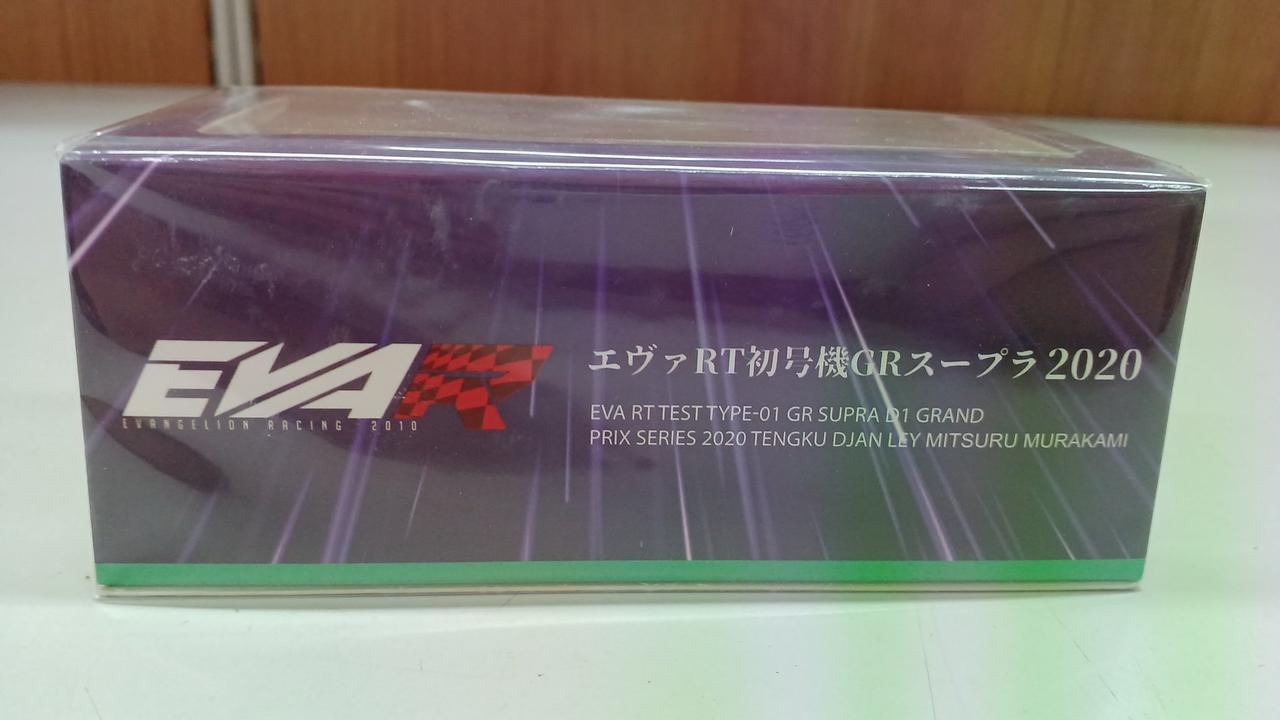 EVA R
EVANGELION RACING 2010
エヴァRT初号機GRスープラ2020
EVA RT TEST TYPE-01 GR SUPRA D1 GRAND
PRIX SERIES 2020 TENGKU DJAN LEY MITSURU MURAKAMI